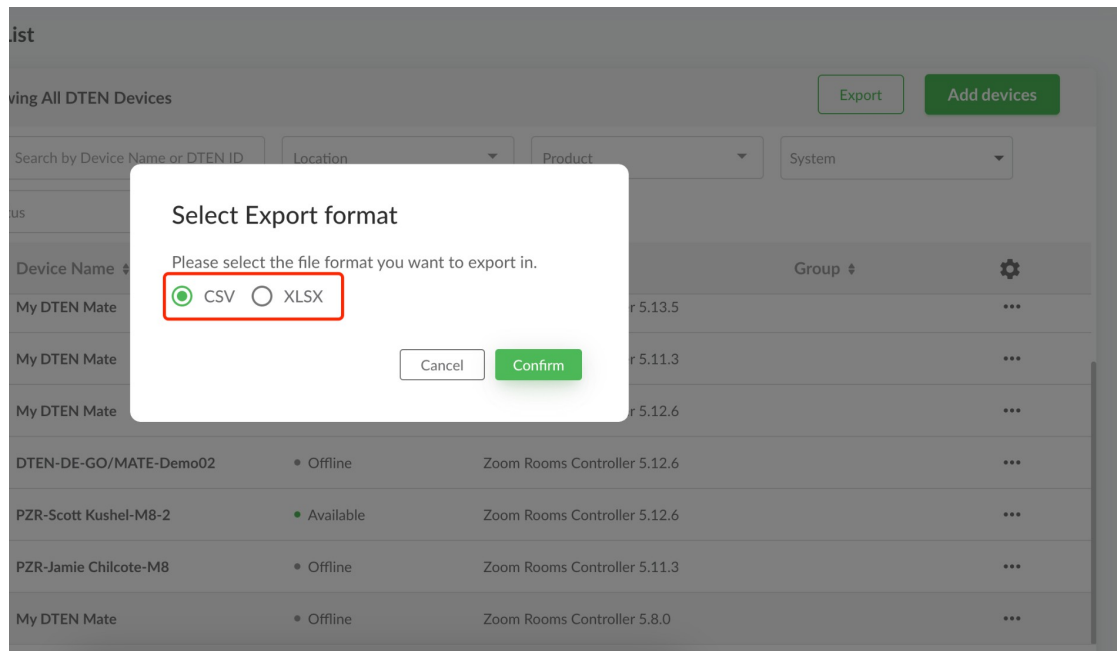 List
wing All DTEN Devices
Export
Add devices
Search by Device Name or DTEN ID
Location
Product
System
tus
Select Export format
Please select the file format you want to export in.
CSV
XLSX
Cancel
Confirm
Device Name
Group
My DTEN Mate
r 5.13.5
My DTEN Mate
r 5.11.3
My DTEN Mate
r 5.12.6
DTEN-DE-GO/MATE-Demo02
Offline
Zoom Rooms Controller 5.12.6
PZR-Scott Kushel-M8-2
Available
Zoom Rooms Controller 5.12.6
PZR-Jamie Chilcote-M8
Offline
Zoom Rooms Controller 5.11.3
My DTEN Mate
Offline
Zoom Rooms Controller 5.8.0